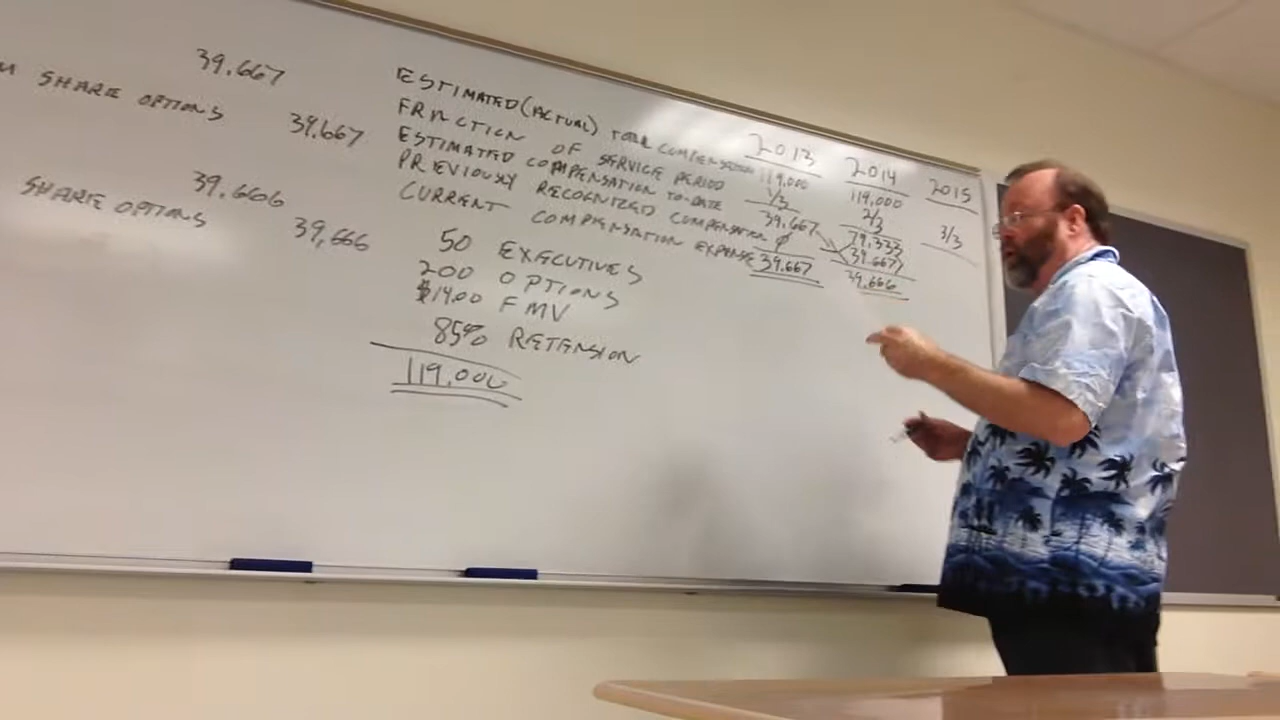 39,667
SHARE OPTIONS 39,667
39,666
SHARE OPTIONS 39,666
2013 2014 2015
ESTIMATED (ACTUAL) TOTAL COMPENSATION 119,000 119,000
FRACTION OF SERVICE PERIOD 1/3 2/3 3/3
ESTIMATED COMPENSATION TO-DATE 39,667 79,333
PREVIOUSLY RECOGNIZED COMPENSATION Ø 39,667
CURRENT COMPENSATION EXPENSE 39,667 39,666
50 EXECUTIVES
200 OPTIONS
$14.00 FMV
85% RETENSION
119,000